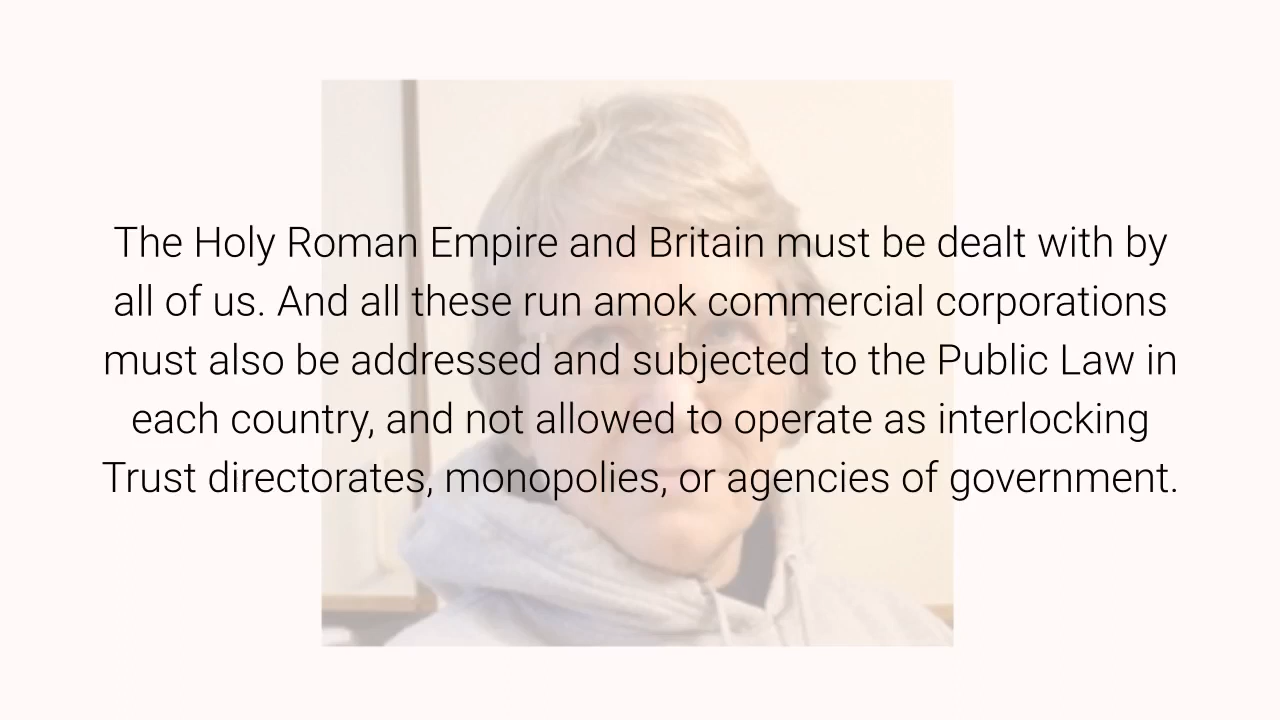 The Holy Roman Empire and Britain must be dealt with by
all of us. And all these run amok commercial corporations
must also be addressed and subjected to the Public Law in
each country, and not allowed to operate as interlocking
Trust directorates, monopolies, or agencies of government.